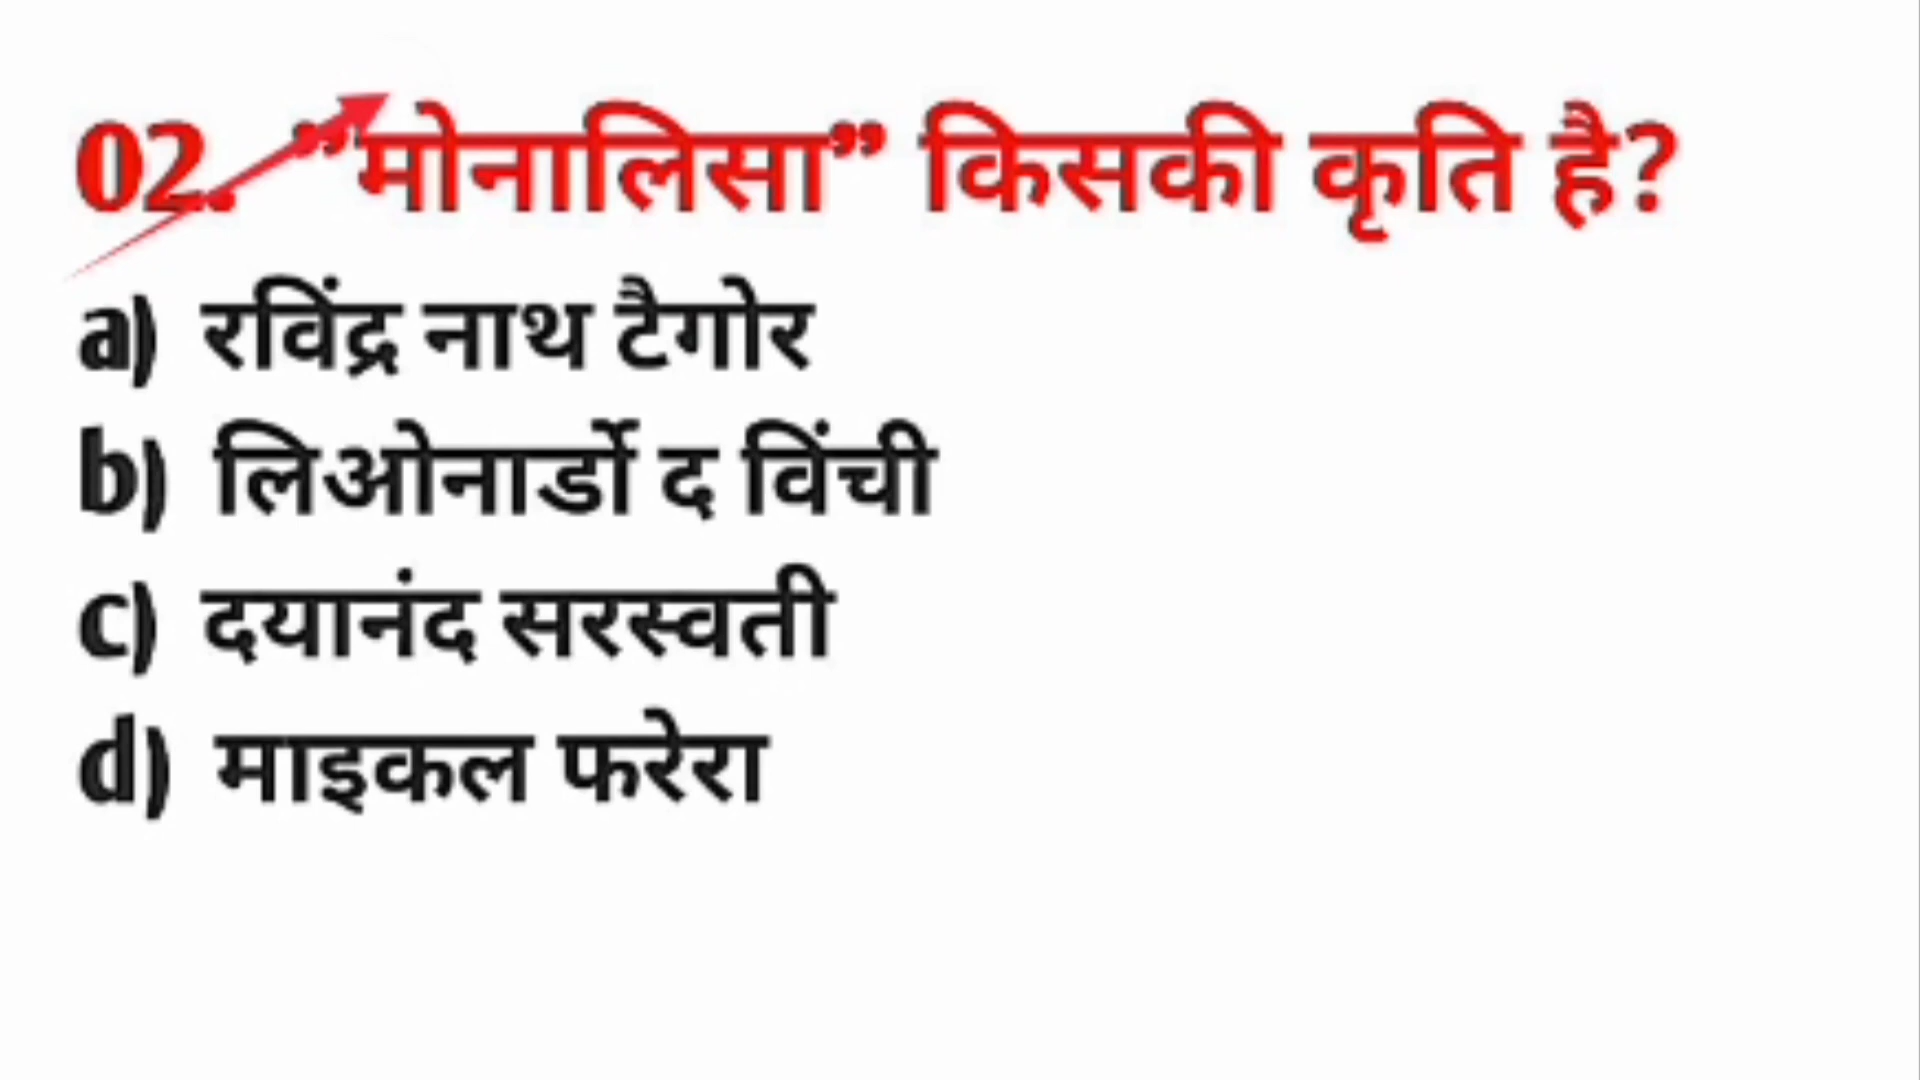 02. ”मोनालिसा” किसकी कृति है?
a) रविंद्र नाथ टैगोर
b) लिओनार्डो द विंची
c) दयानंद सरस्वती
d) माइकल फरेरा